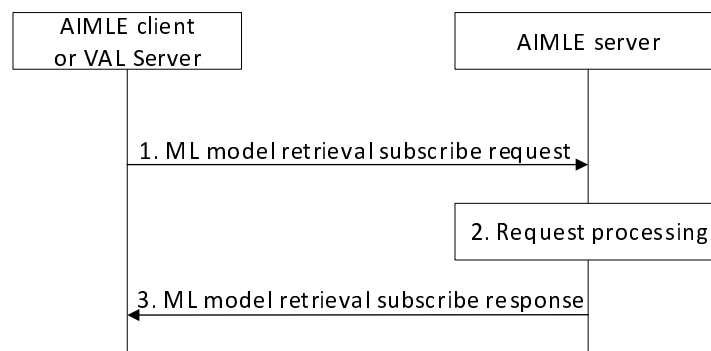 AIMLE client
or VAL Server
AIMLE server
1. ML model retrieval subscribe request
2. Request processing
3. ML model retrieval subscribe response